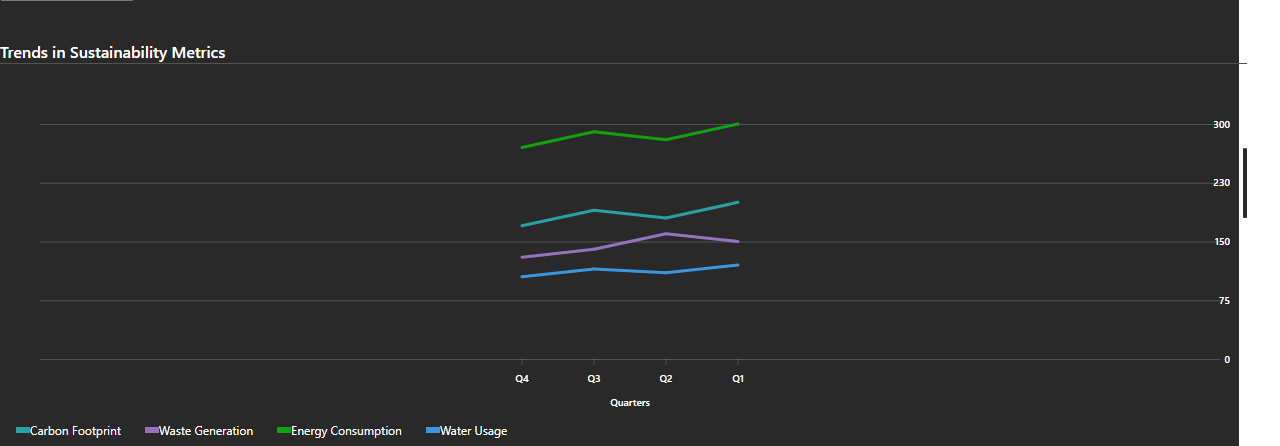 Trends in Sustainability Metrics
300
230
150
75
0
Q4 Q3 Q2 Q1
Quarters
Carbon Footprint Waste Generation Energy Consumption Water Usage